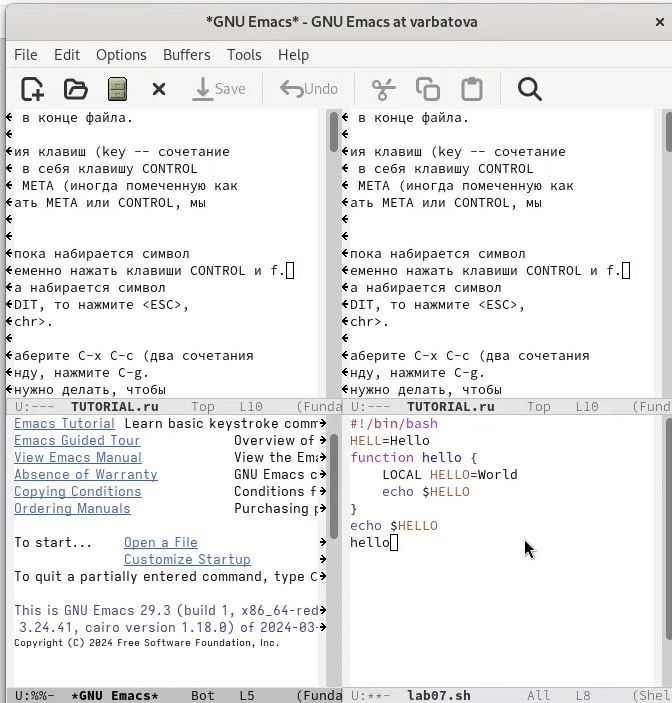 *GNU Emacs* - GNU Emacs at varbatova
File Edit Options Buffers Tools Help
Save Undo
в конце файла.
ия клавиш (key -- сочетание
в себя клавишу CONTROL
META (иногда помеченную как
ать META или CONTROL, мы
пока набирается символ
еменно нажать клавиши CONTROL и f.
а набирается символ
DIT, то нажмите <ESC>,
chr>.
аберите C-x C-c (два сочетания
нду, нажмите C-g.
нужно делать, чтобы
U:--- TUTORIAL.ru Top L10 (Funda
в конце файла.
ия клавиш (key -- сочетание
в себя клавишу CONTROL
META (иногда помеченную как
ать META или CONTROL, мы
пока набирается символ
еменно нажать клавиши CONTROL и f.
а набирается символ
DIT, то нажмите <ESC>,
chr>.
аберите C-x C-c (два сочетания
нду, нажмите C-g.
нужно делать, чтобы
U:--- TUTORIAL.ru Top L10 (Funda
Emacs Tutorial Learn basic keystroke comm
Emacs Guided Tour Overview of
View Emacs Manual View the Ema
Absence of Warranty GNU Emacs c
Copying Conditions Conditions f
Ordering Manuals Purchasing p
To start... Open a File
Customize Startup
To quit a partially entered command, type C
This is GNU Emacs 29.3 (build 1, x86_64-red
3.24.41, cairo version 1.18.0) of 2024-03-
Copyright (C) 2024 Free Software Foundation, Inc.
U:%%- *GNU Emacs* Bot L5 (Funda
#!/bin/bash
HELL=Hello
function hello {
LOCAL HELLO=World
echo $HELLO
}
echo $HELLO
hello
U:**- lab07.sh All L8 (Shel